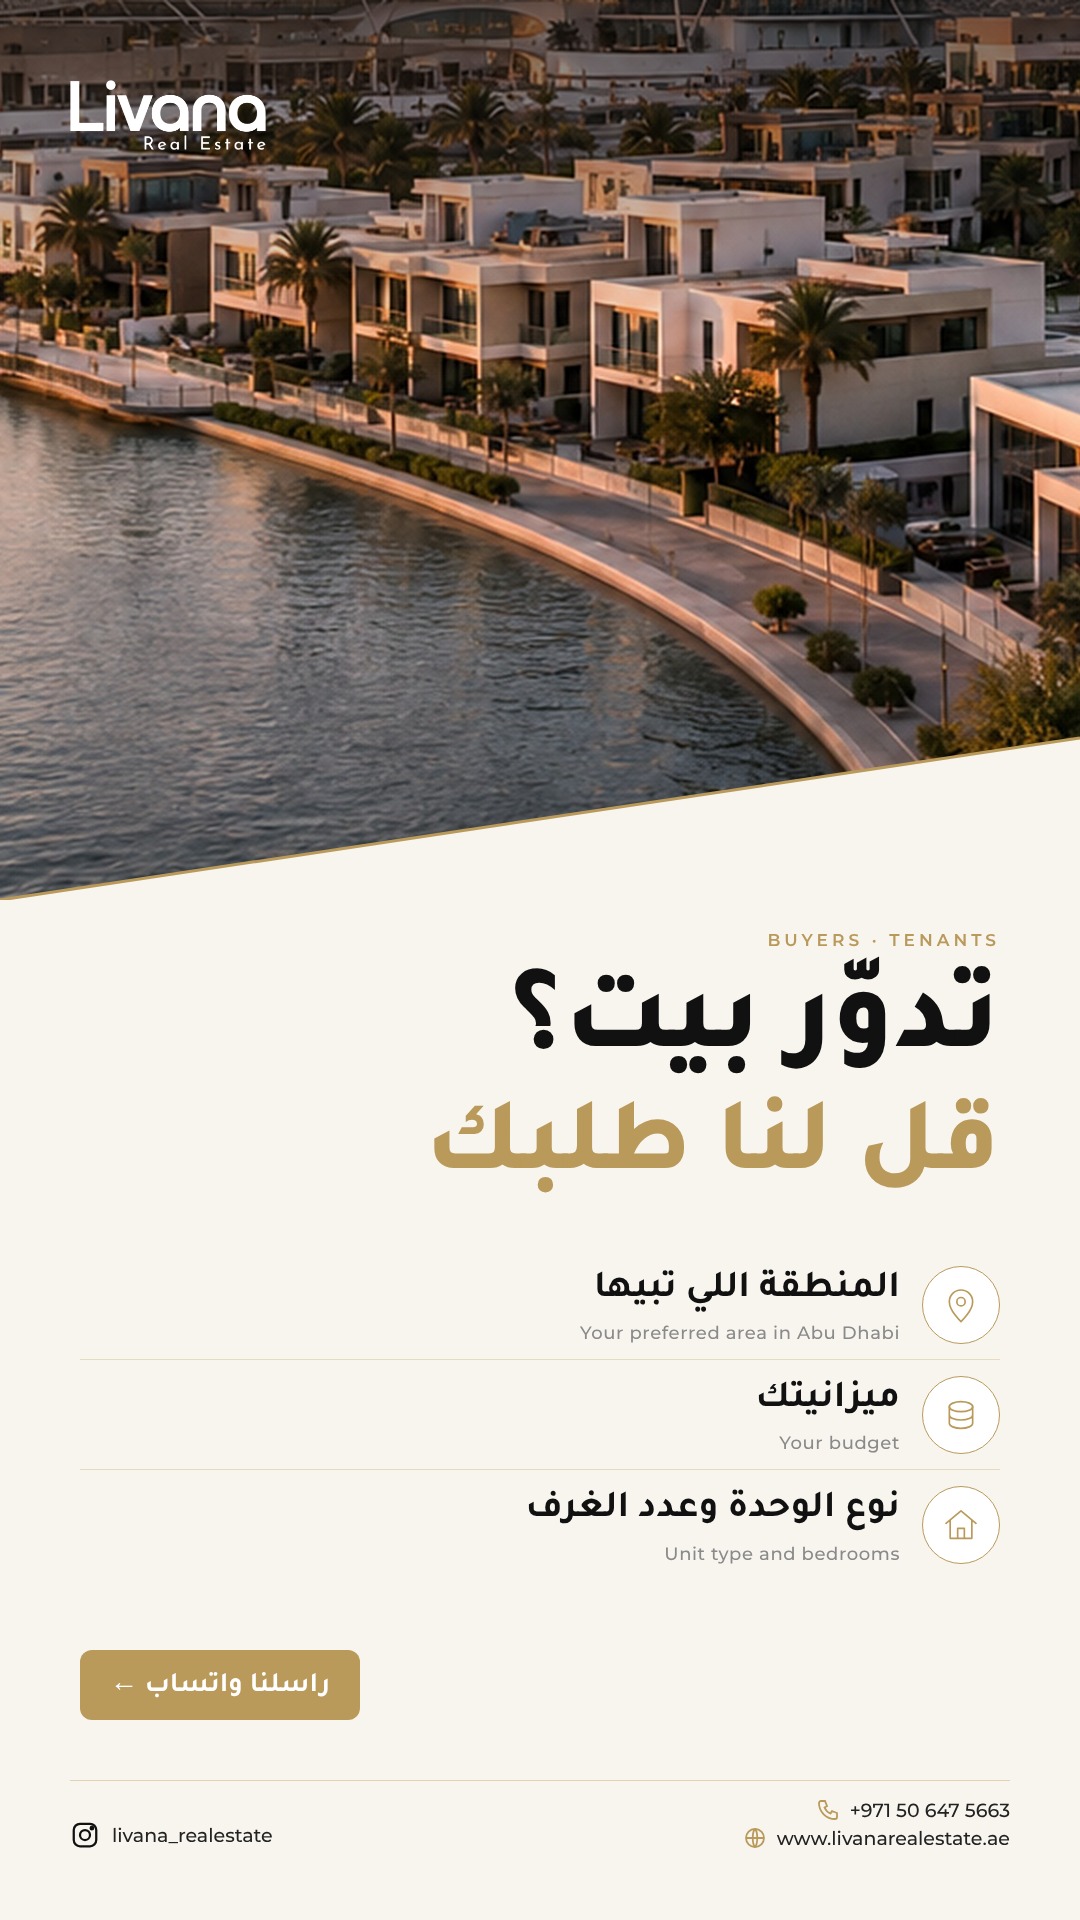 Livana
Real Estate
BUYERS · TENANTS
تدوّر بيت؟
قل لنا طلبك
المنطقة اللي تبيها
Your preferred area in Abu Dhabi
ميزانيتك
Your budget
نوع الوحدة وعدد الغرف
Unit type and bedrooms
راسلنا واتساب ←
+971 50 647 5663
livana_realestate
www.livanarealestate.ae